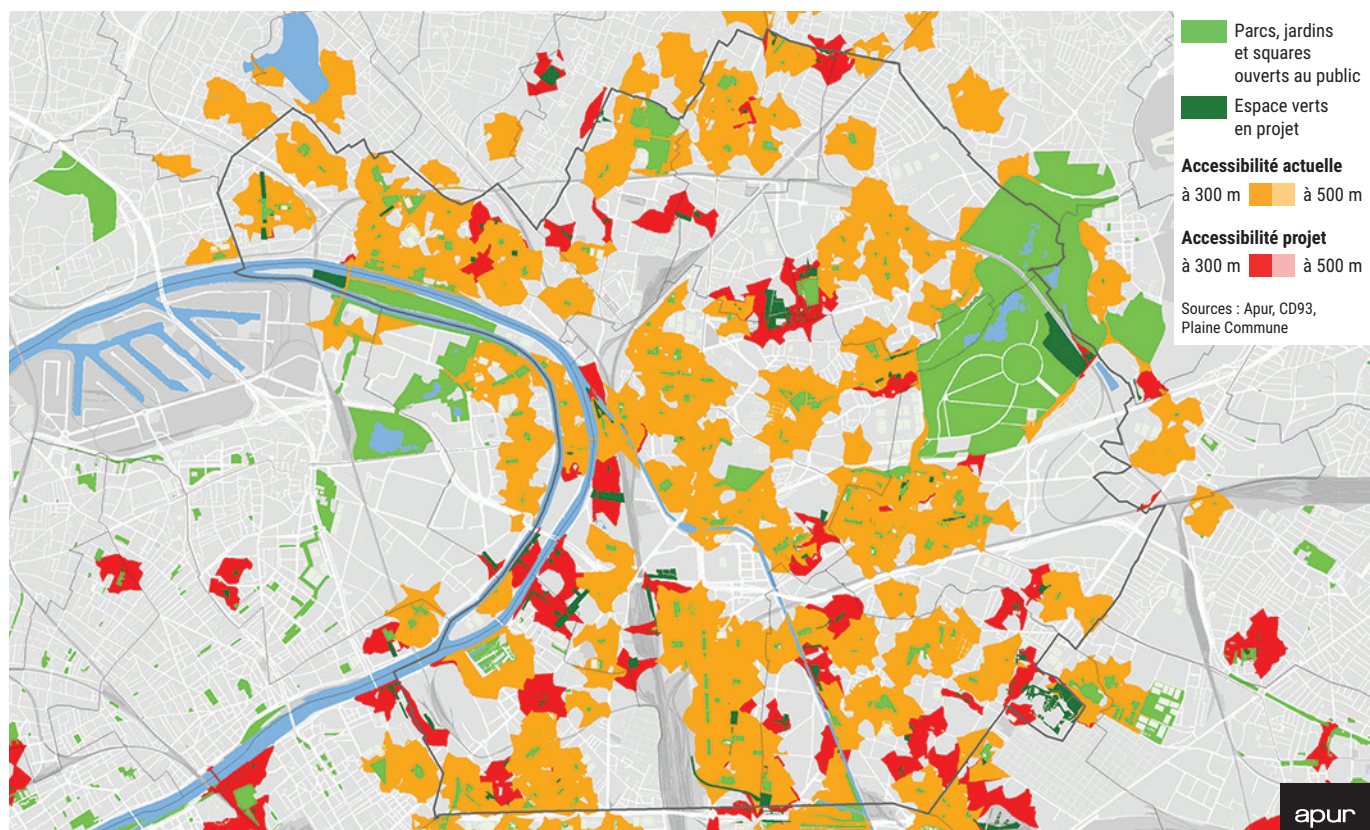 Parcs, jardins
et squares
ouverts au public
Espace verts
en projet
Accessibilité actuelle
à 300 m à 500 m
Accessibilité projet
à 300 m à 500 m
Sources : Apur, CD93,
Plaine Commune
apur